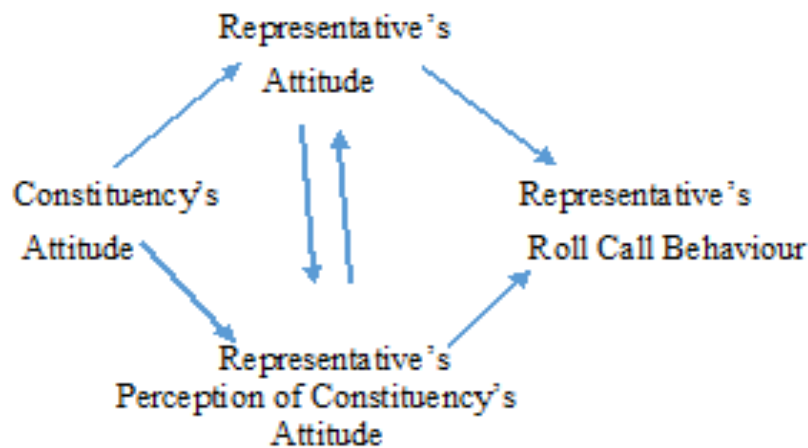 Representative's
Attitude
Constituency's
Attitude
Representative's
Roll Call Behaviour
Representative's
Perception of Constituency's
Attitude